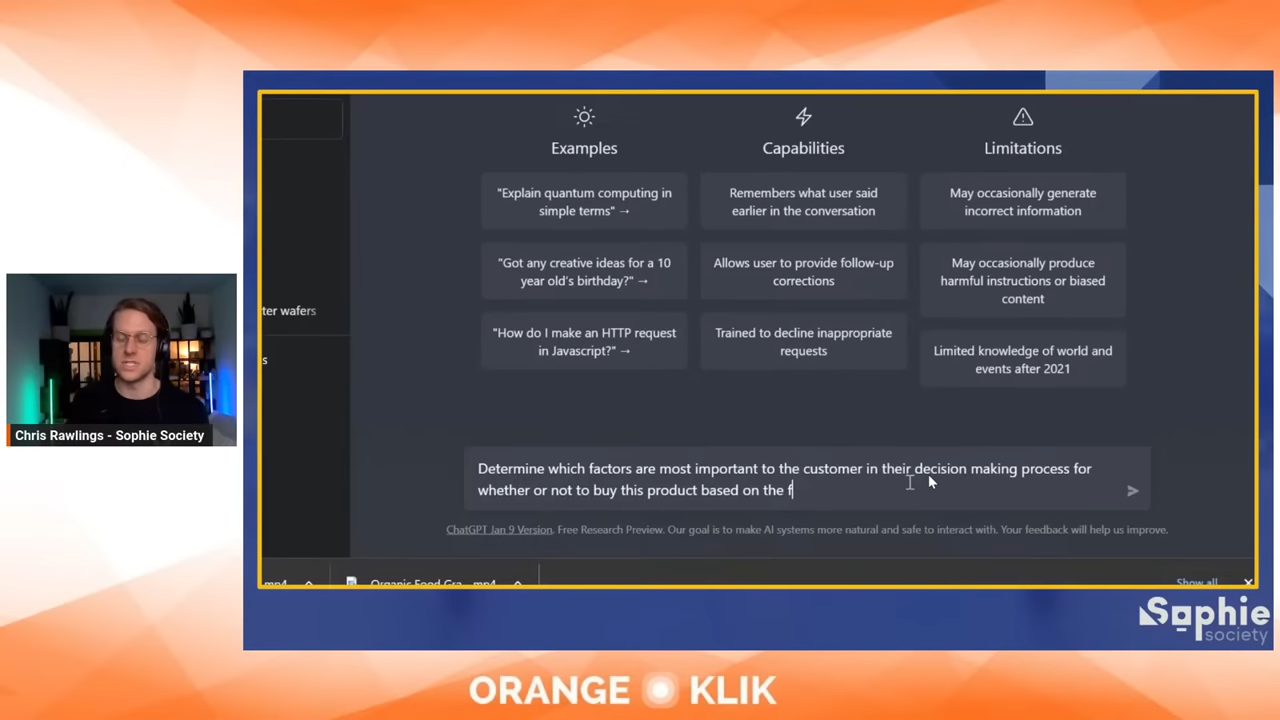 Examples
Capabilities
Limitations
"Explain quantum computing in
simple terms" →
Remembers what user said
earlier in the conversation
May occasionally generate
incorrect information
"Got any creative ideas for a 10
year old's birthday?" →
Allows user to provide follow-up
corrections
May occasionally produce
harmful instructions or biased
content
"How do I make an HTTP request
in Javascript?" →
Trained to decline inappropriate
requests
Limited knowledge of world and
events after 2021
ter wafers
s
Chris Rawlings - Sophie Society
Determine which factors are most important to the customer in their decision making process for
whether or not to buy this product based on the f
ChatGPT Jan 9 Version. Free Research Preview. Our goal is to make AI systems more natural and safe to interact with. Your feedback will help us improve.
mp4
Organic Food Gra...mp4
Show all
Sophie
society
ORANGE KLIK